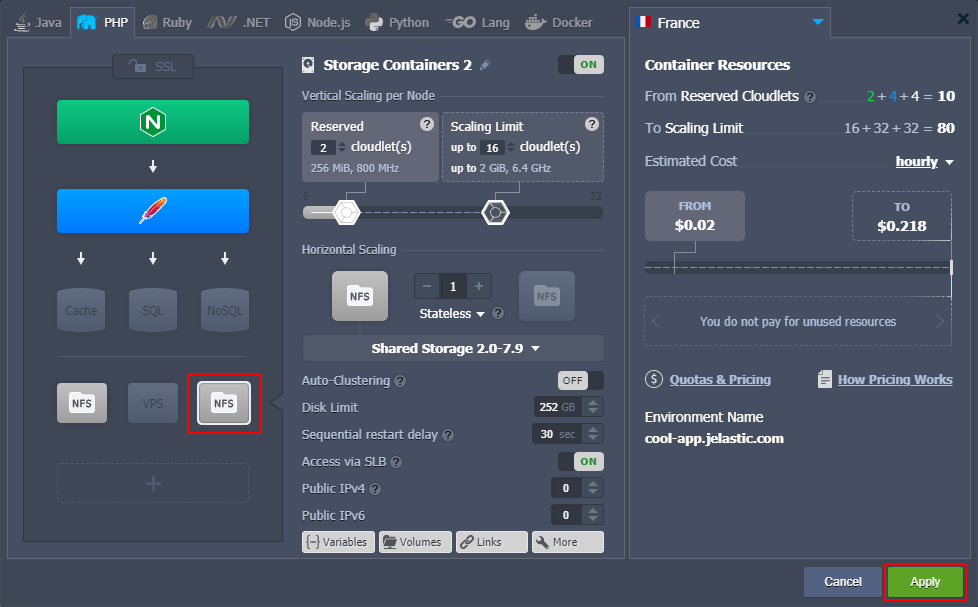 Java PHP Ruby .NET Node.js Python GO Lang Docker
France
SSL
N
Cache SQL NoSQL
NFS VPS NFS
+
Storage Containers 2 ON
Vertical Scaling per Node
Reserved ?
2 cloudlet(s)
256 MiB, 800 MHz
Scaling Limit ?
up to 16 cloudlet(s)
up to 2 GiB, 6.4 GHz
0 32
Horizontal Scaling
NFS − 1 + NFS
Stateless ?
Shared Storage 2.0-7.9
Auto-Clustering ? OFF
Disk Limit 252 GB
Sequential restart delay ? 30 sec
Access via SLB ? ON
Public IPv4 ? 0
Public IPv6 0
Variables Volumes Links More
Container Resources
From Reserved Cloudlets ? 2 + 4 + 4 = 10
To Scaling Limit 16 + 32 + 32 = 80
Estimated Cost hourly
FROM
$0.02
TO
$0.218
You do not pay for unused resources
$ Quotas & Pricing How Pricing Works
Environment Name
cool-app.jelastic.com
Cancel Apply